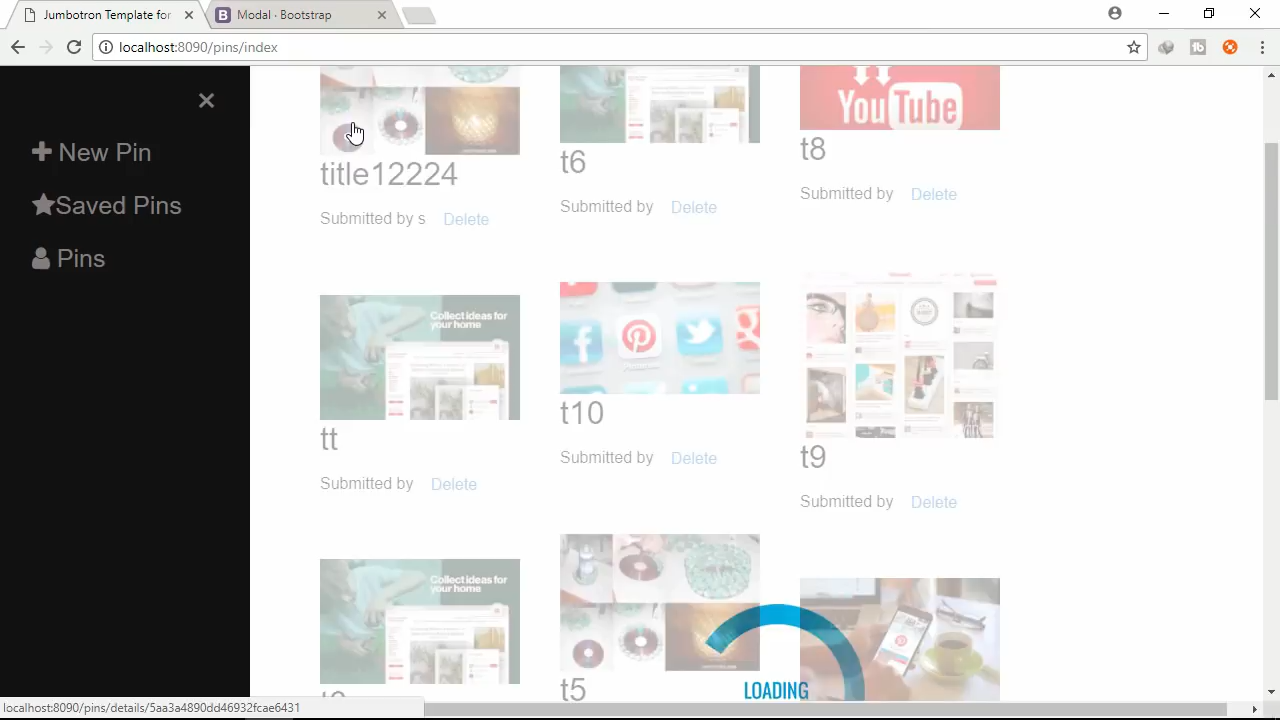 Jumbotron Template for
Modal · Bootstrap
localhost:8090/pins/index
New Pin
Saved Pins
Pins
title12224
Submitted by s Delete
t6
Submitted by Delete
You Tube
t8
Submitted by Delete
Collect ideas for
your home
tt
Submitted by Delete
t10
Submitted by Delete
t9
Submitted by Delete
Collect ideas for
your home
t5
LOADING
localhost:8090/pins/details/5aa3a4890dd46932fcae6431